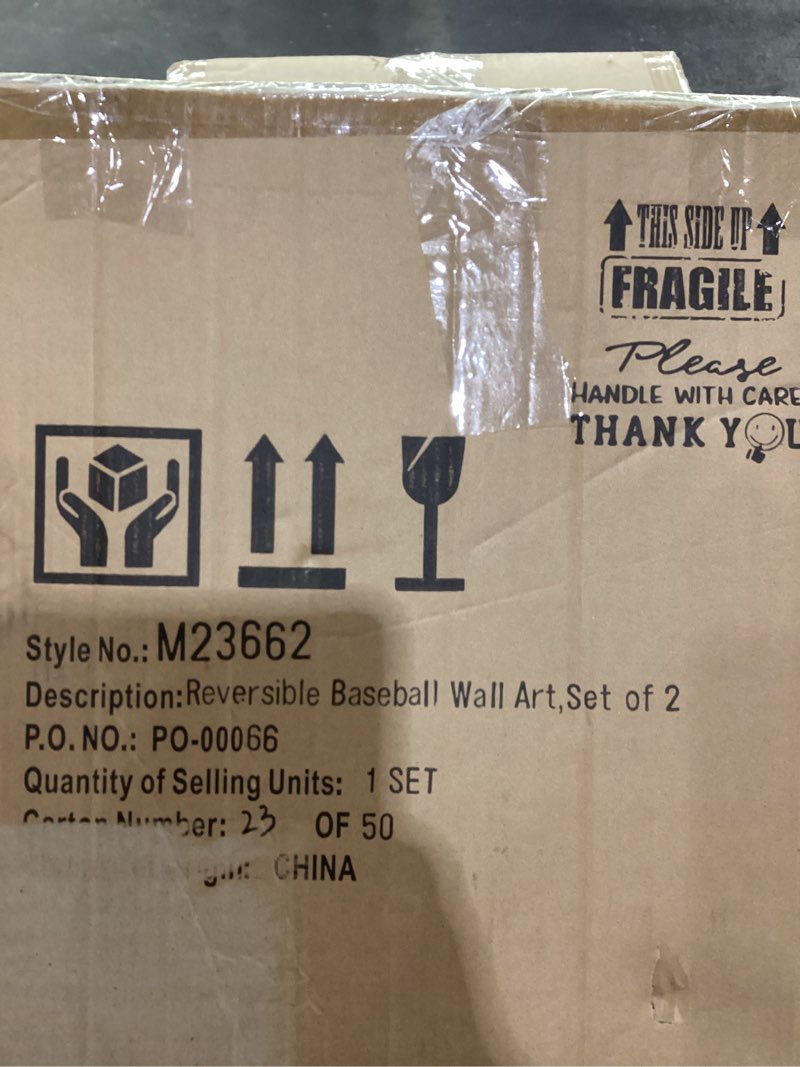 THIS SIDE UP
FRAGILE
Please
HANDLE WITH CARE
THANK YOU
Style No.: M23662
Description:Reversible Baseball Wall Art,Set of 2
P.O. NO.: PO-00066
Quantity of Selling Units: 1 SET
Carton Number: 23 OF 50
CHINA